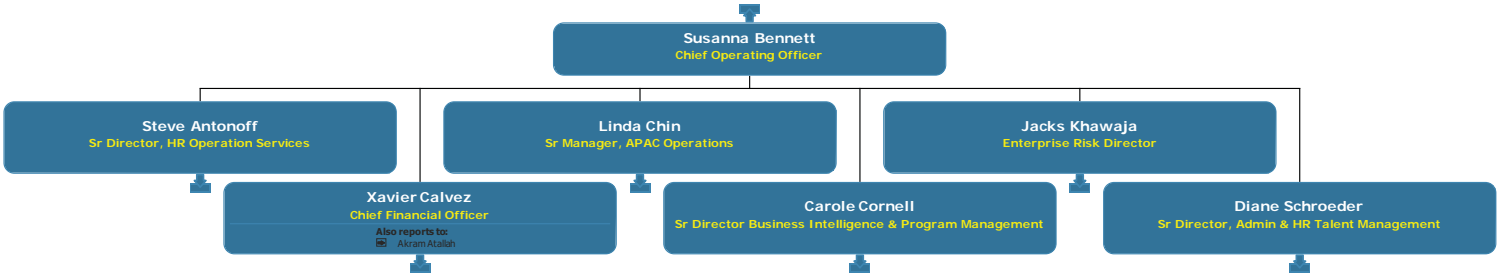 Susanna Bennett
Chief Operating Officer
Steve Antonoff
Sr Director, HR Operation Services
Linda Chin
Sr Manager, APAC Operations
Jacks Khawaja
Enterprise Risk Director
Xavier Calvez
Chief Financial Officer
Also reports to:
Akram Atallah
Carole Cornell
Sr Director Business Intelligence & Program Management
Diane Schroeder
Sr Director, Admin & HR Talent Management